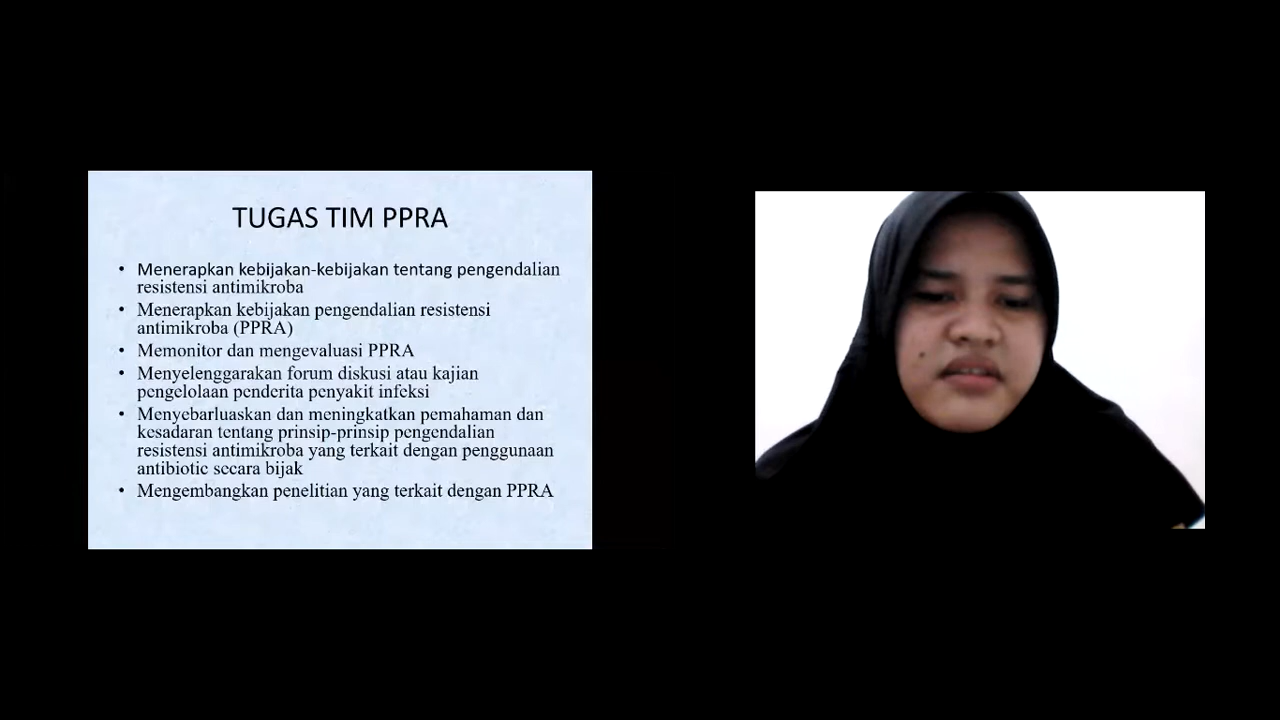 TUGAS TIM PPRA
• Menerapkan kebijakan-kebijakan tentang pengendalian
resistensi antimikroba
• Menerapkan kebijakan pengendalian resistensi
antimikroba (PPRA)
• Memonitor dan mengevaluasi PPRA
• Menyelenggarakan forum diskusi atau kajian
pengelolaan penderita penyakit infeksi
• Menyebarluaskan dan meningkatkan pemahaman dan
kesadaran tentang prinsip-prinsip pengendalian
resistensi antimikroba yang terkait dengan penggunaan
antibiotic secara bijak
• Mengembangkan penelitian yang terkait dengan PPRA